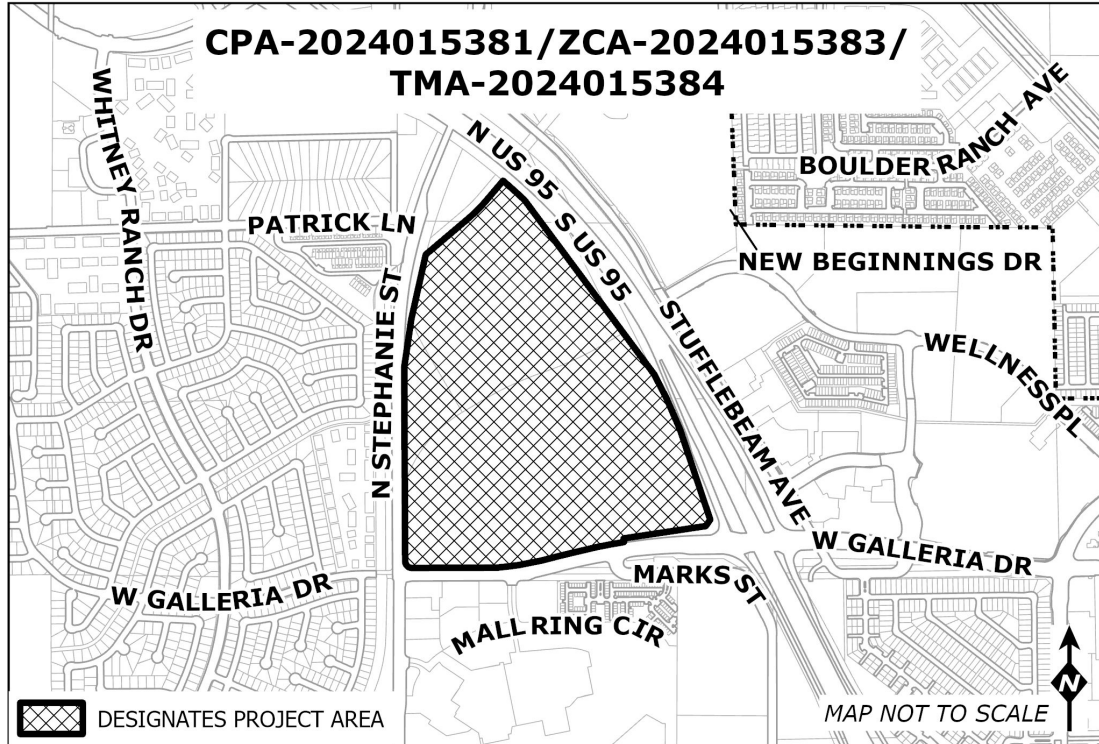 CPA-2024015381/ZCA-2024015383/
TMA-2024015384
WHITNEY RANCH DR
N US 95
S US 95
BOULDER RANCH AVE
PATRICK LN
NEW BEGINNINGS DR
N STEPHANIE ST
STUFFLEBEAM AVE
WELLNESS PL
W GALLERIA DR
W GALLERIA DR
MARKS ST
MALL RING CIR
DESIGNATES PROJECT AREA
MAP NOT TO SCALE
N